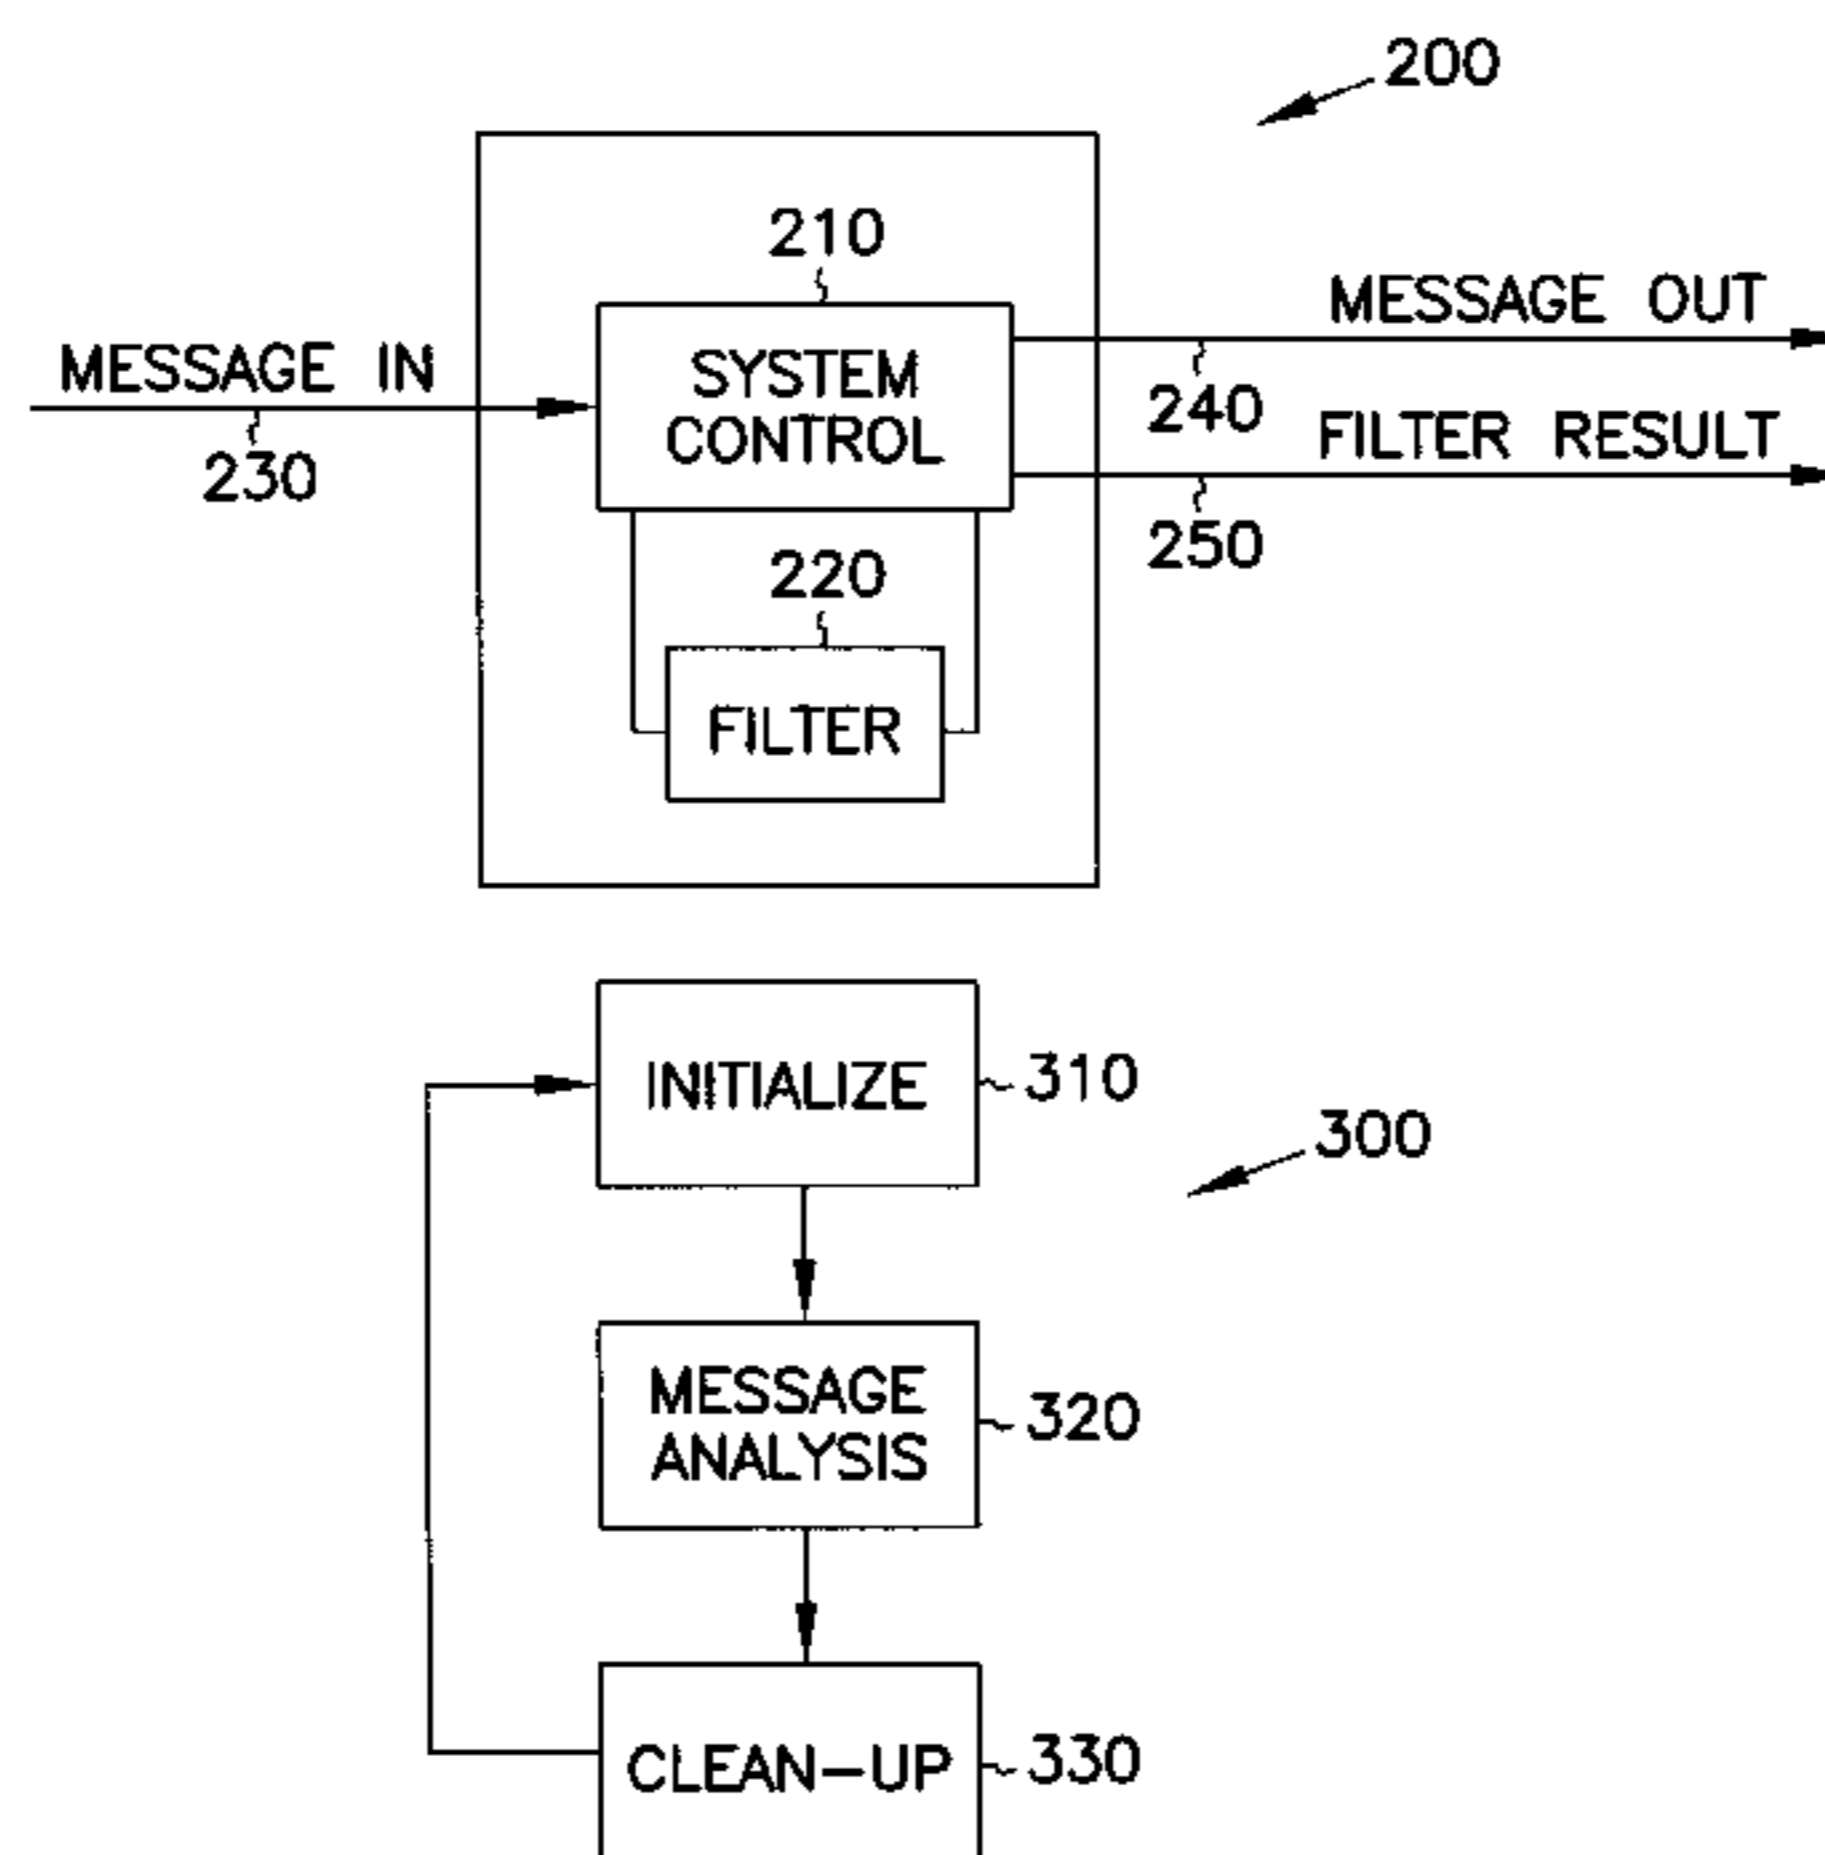 200
210
MESSAGE OUT
MESSAGE IN
SYSTEM
CONTROL
240
FILTER RESULT
230
250
220
FILTER
INITIALIZE
310
300
MESSAGE
ANALYSIS
320
CLEAN-UP
330